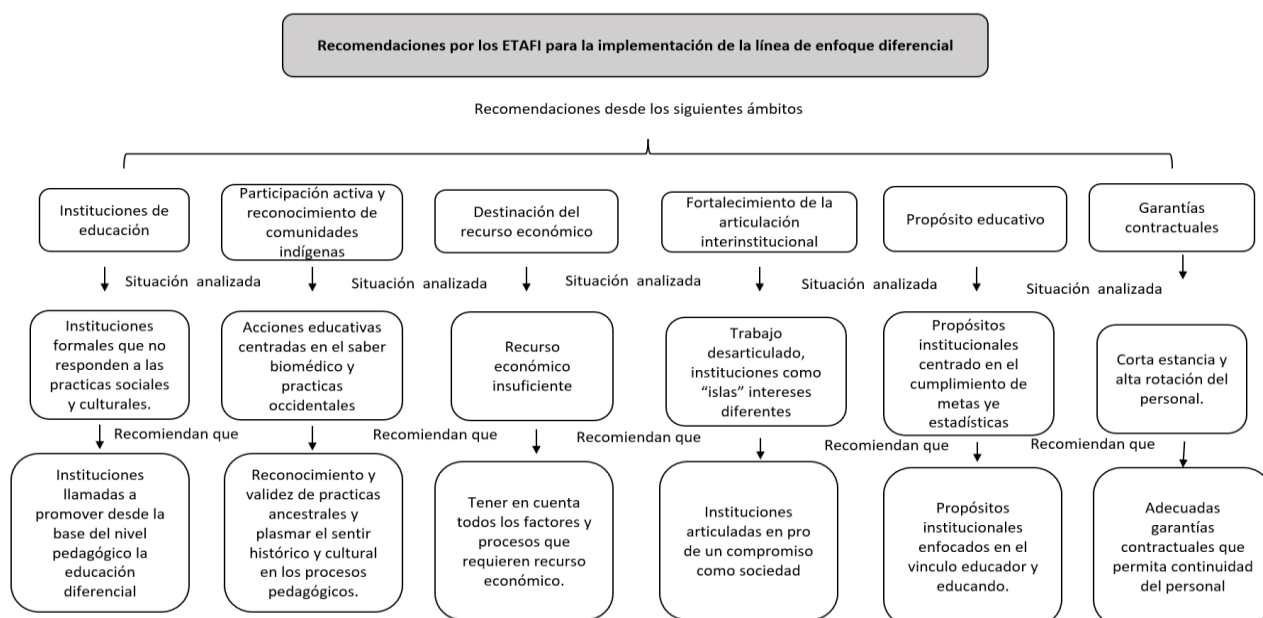 Recomendaciones por los ETAFI para la implementación de la línea de enfoque diferencial
Recomendaciones desde los siguientes ámbitos
Instituciones de
educación
Participación activa y
reconocimiento de
comunidades
indígenas
Destinación del
recurso económico
Fortalecimiento de la
articulación
interinstitucional
Propósito educativo
Garantías
contractuales
Situación analizada
Situación analizada
Situación analizada
Situación analizada
Situación analizada
Instituciones
formales que no
responden a las
practicas sociales
y culturales.
Acciones educativas
centradas en el saber
biomédico y
practicas
occidentales
Recurso
económico
insuficiente
Trabajo
desarticulado,
instituciones como
“islas” intereses
diferentes
Propósitos
institucionales
centrado en el
cumplimiento de
metas ye
estadísticas
Corta estancia y
alta rotación del
personal.
Recomiendan que
Recomiendan que
Recomiendan que
Recomiendan que
Recomiendan que
Instituciones
llamadas a
promover desde la
base del nivel
pedagógico la
educación
diferencial
Reconocimiento y
validez de practicas
ancestrales y
plasmar el sentir
histórico y cultural
en los procesos
pedagógicos.
Tener en cuenta
todos los factores y
procesos que
requieren recurso
económico.
Instituciones
articuladas en pro
de un compromiso
como sociedad
Propósitos
institucionales
enfocados en el
vinculo educador y
educando.
Adecuadas
garantías
contractuales que
permita continuidad
del personal